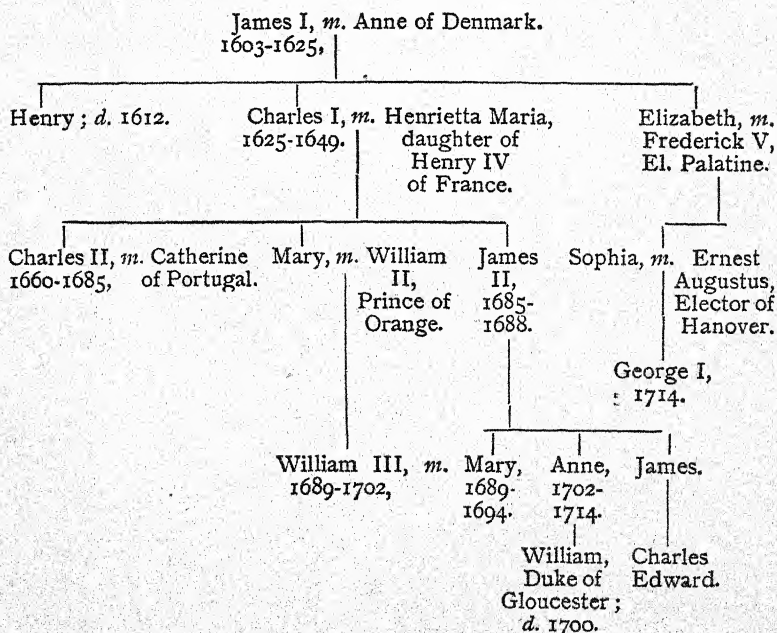 James I, m. Anne of Denmark.
1603-1625,
Henry; d. 1612.
Charles I, m. Henrietta Maria,
1625-1649. daughter of
Henry IV
of France.
Elizabeth, m.
Frederick V,
El. Palatine.
Charles II, m. Catherine
1660-1685, of Portugal.
Mary, m. William
II,
Prince of
Orange.
James
II,
1685-
1688.
Sophia, m. Ernest
Augustus,
Elector of
Hanover.
George I,
1714.
William III, m. Mary,
1689-1702, 1689-
1694.
Anne,
1702-
1714.
James.
William,
Duke of
Gloucester;
d. 1700.
Charles
Edward.